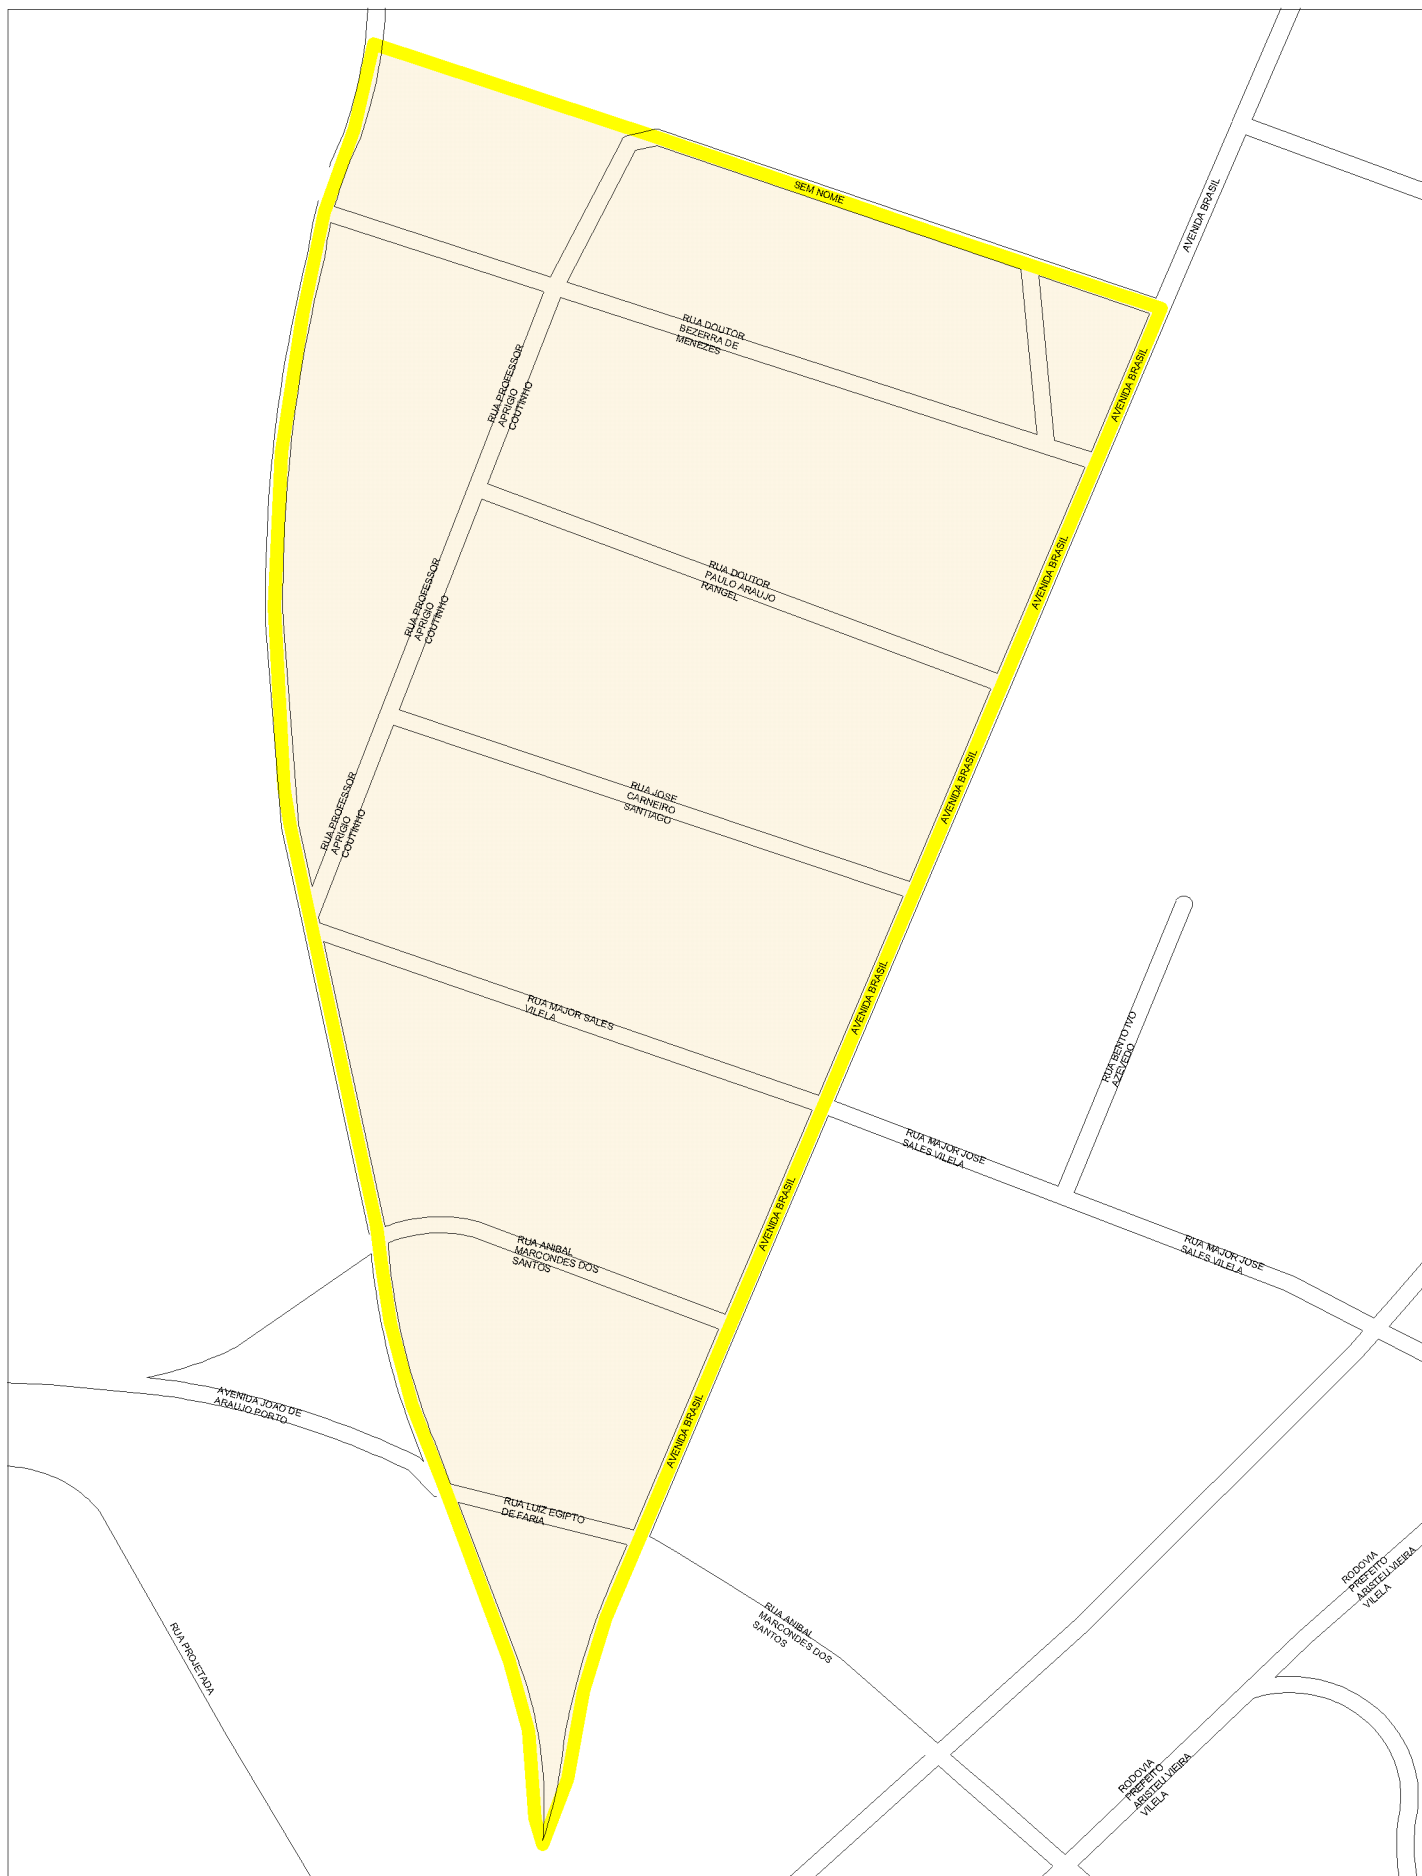 SEM NOME
AVENIDA BRASIL
RUA DOUTOR
BEZERRA DE
MENEZES
AVENIDA BRASIL
RUA PROFESSOR
APRIGIO
COUTINHO
RUA DOUTOR
PAULO ARAUJO
RANGEL
AVENIDA BRASIL
RUA PROFESSOR
APRIGIO
COUTINHO
RUA JOSE
CARNEIRO
SANTIAGO
AVENIDA BRASIL
RUA PROFESSOR
APRIGIO
COUTINHO
RUA MAJOR SALES
VILELA
AVENIDA BRASIL
RUA BENTO IVO
AZEVEDO
RUA MAJOR JOSE
SALES VILELA
RUA ANIBAL
MARCONDES DOS
SANTOS
AVENIDA BRASIL
RUA MAJOR JOSE
SALES VILELA
AVENIDA JOAO DE
ARAUJO PORTO
AVENIDA BRASIL
RUA LUIZ EGIPTO
DE FARIA
RODOVIA
PREFEITO
ARISTEU VIEIRA
VILELA
RUA PROJETADA
RUA ANIBAL
MARCONDES DOS
SANTOS
RODOVIA
PREFEITO
ARISTEU VIEIRA
VILELA